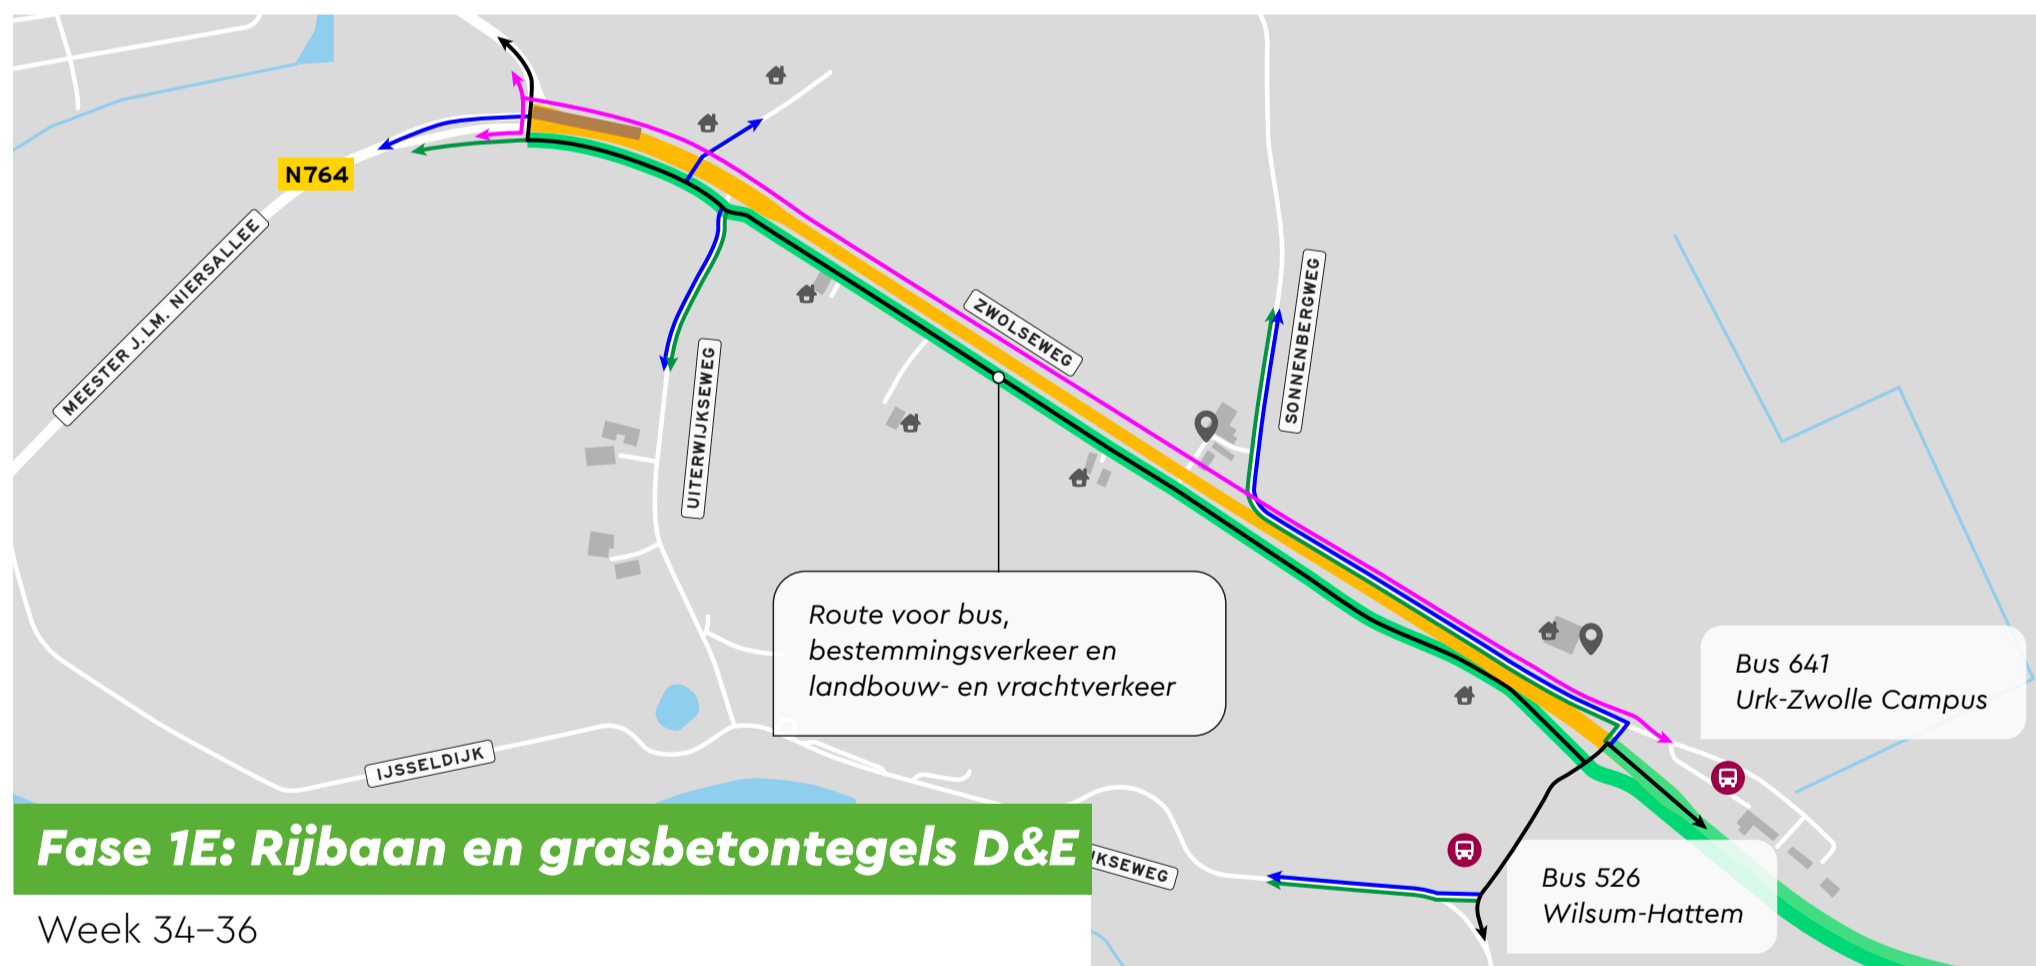 N764
MEESTER J.LM. NIERSALLEE
ZWOLSEWEG
SONNENBERGWEG
UITERWIJKSEWEG
Route voor bus,
bestemmingsverkeer en
landbouw- en vrachtverkeer
Bus 641
Urk-Zwolle Campus
IJSSELDIJK
Fase 1E: Rijbaan en grasbetontegels D&E
JKSEWEG
Bus 526
Wilsum-Hattem
Week 34-36